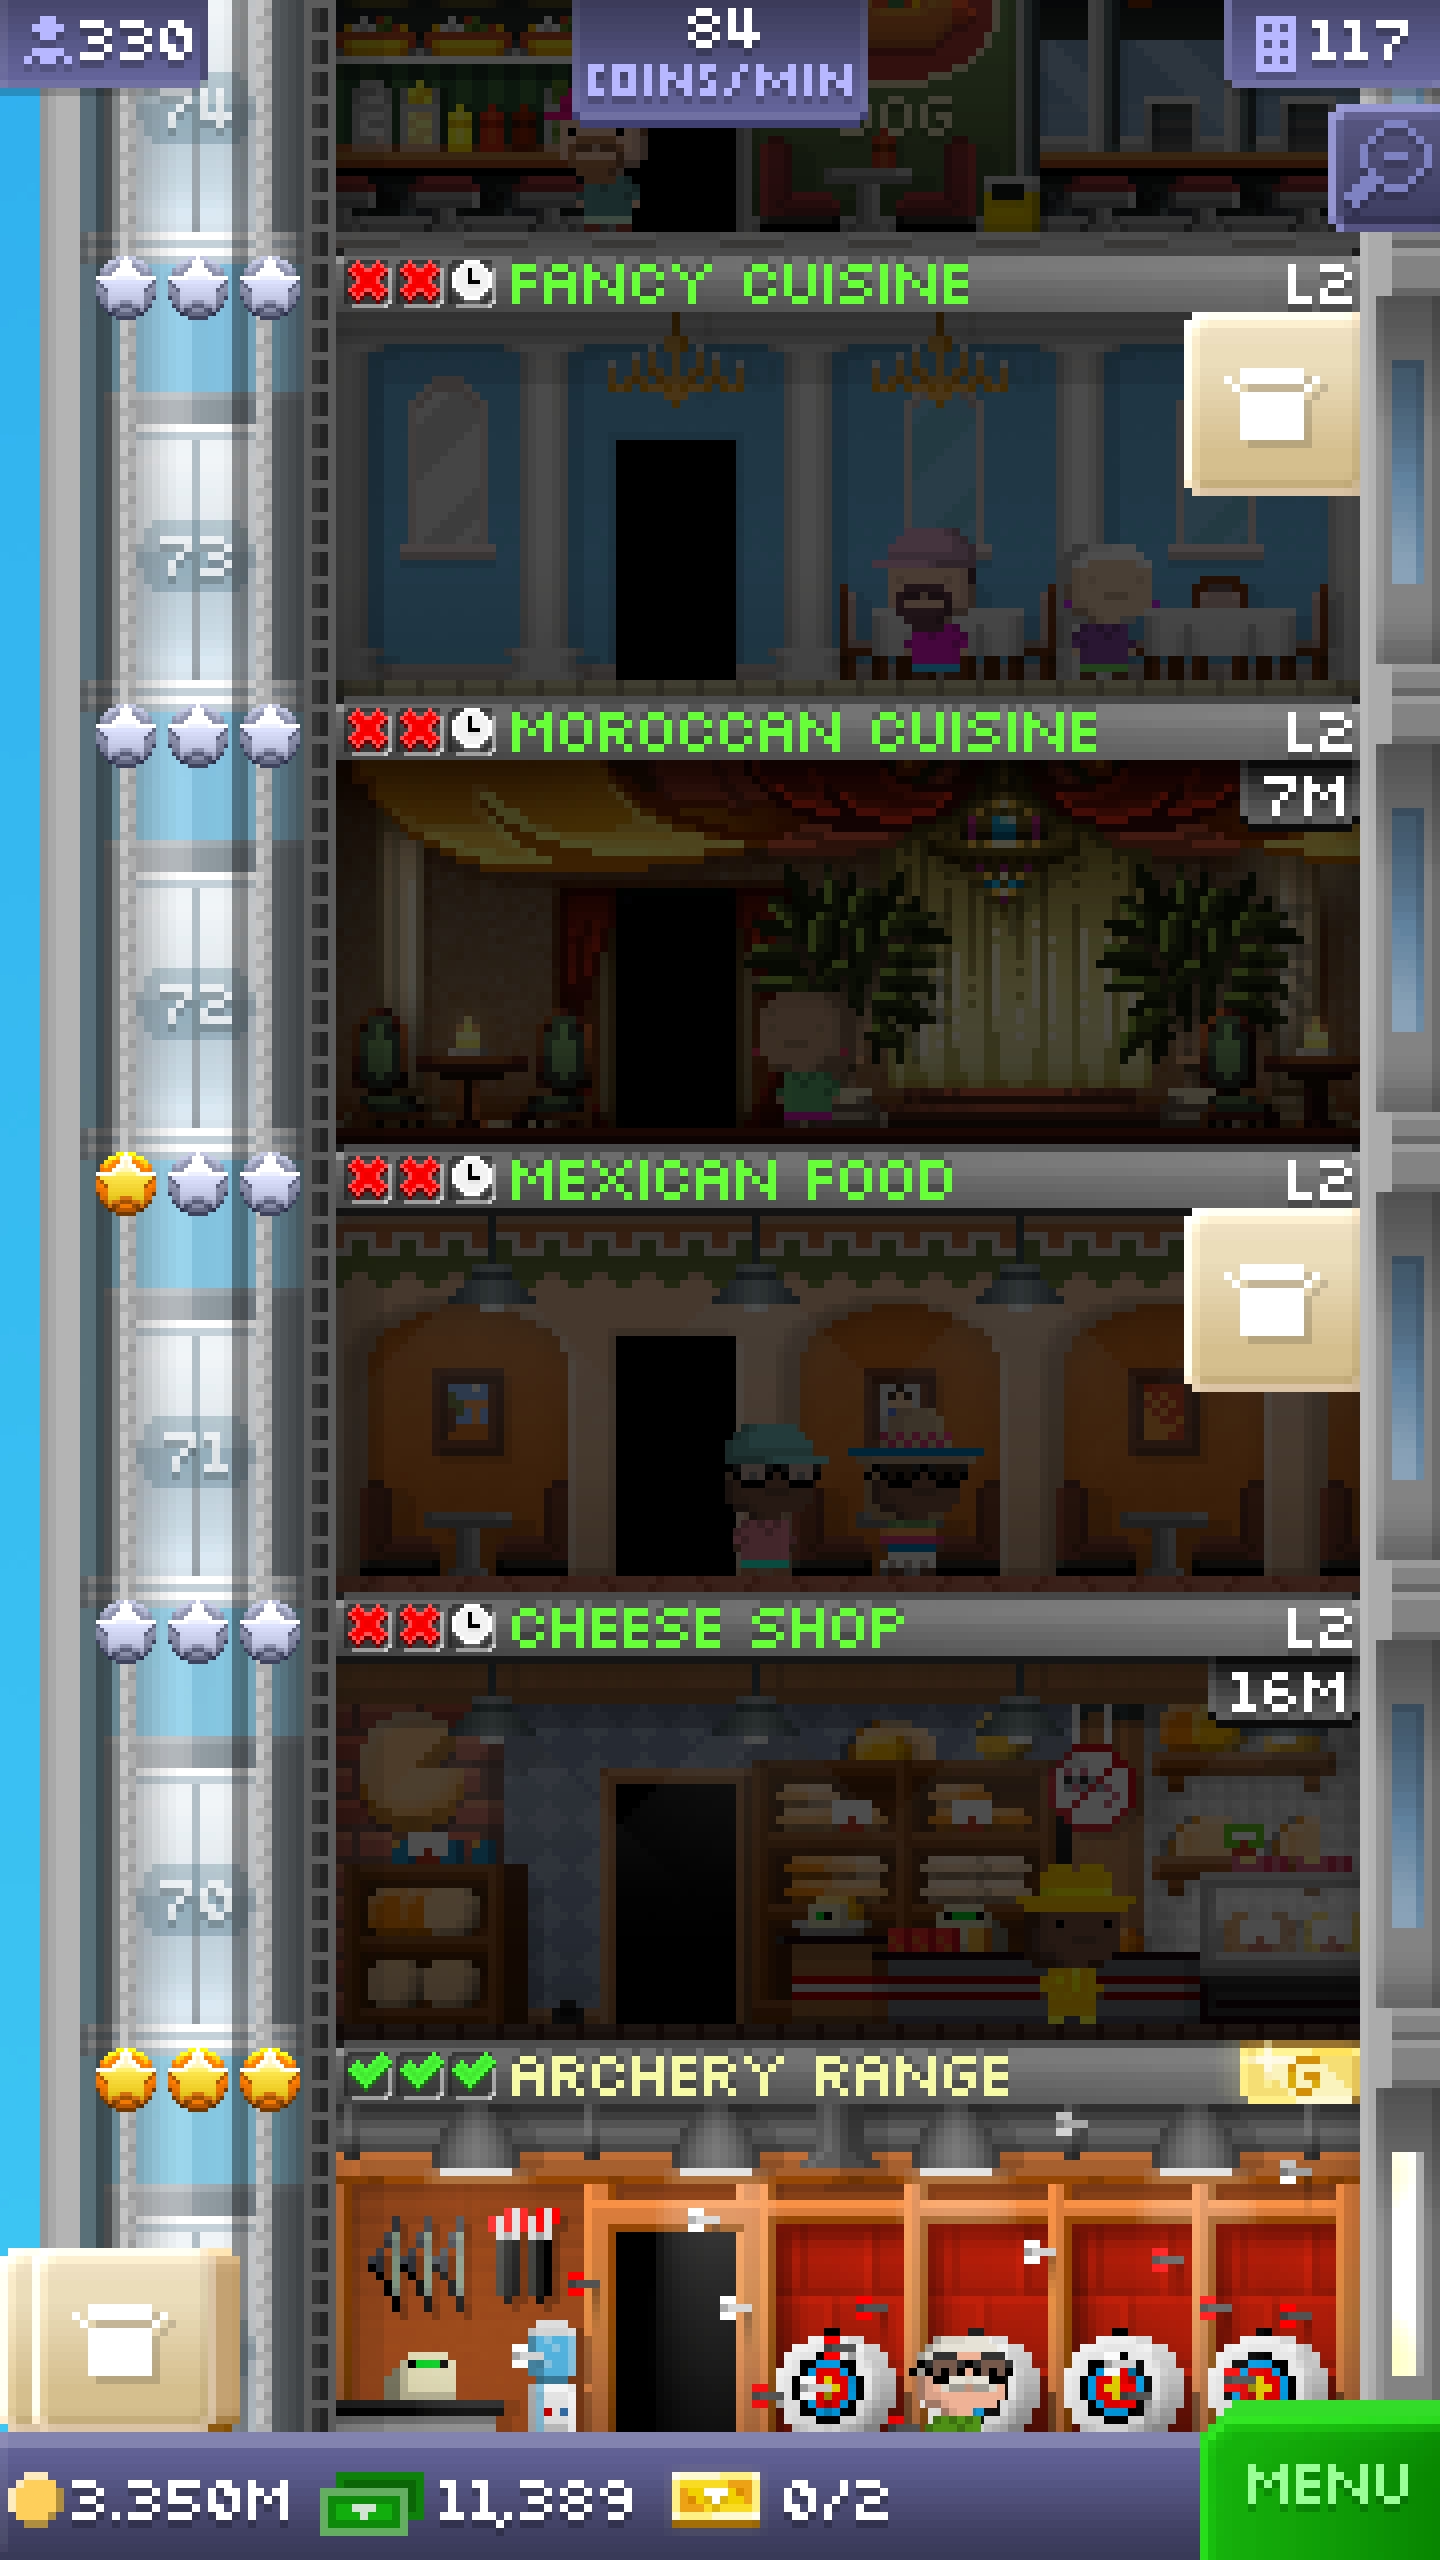 330
84
COINS/MIN
117
74
DOG
FANCY CUISINE
L2
73
MOROCCAN CUISINE
L2
7M
72
MEXICAN FOOD
L2
71
CHEESE SHOP
L2
16M
70
ARCHERY RANGE
G
3.350M
11,389
0/2
MENU